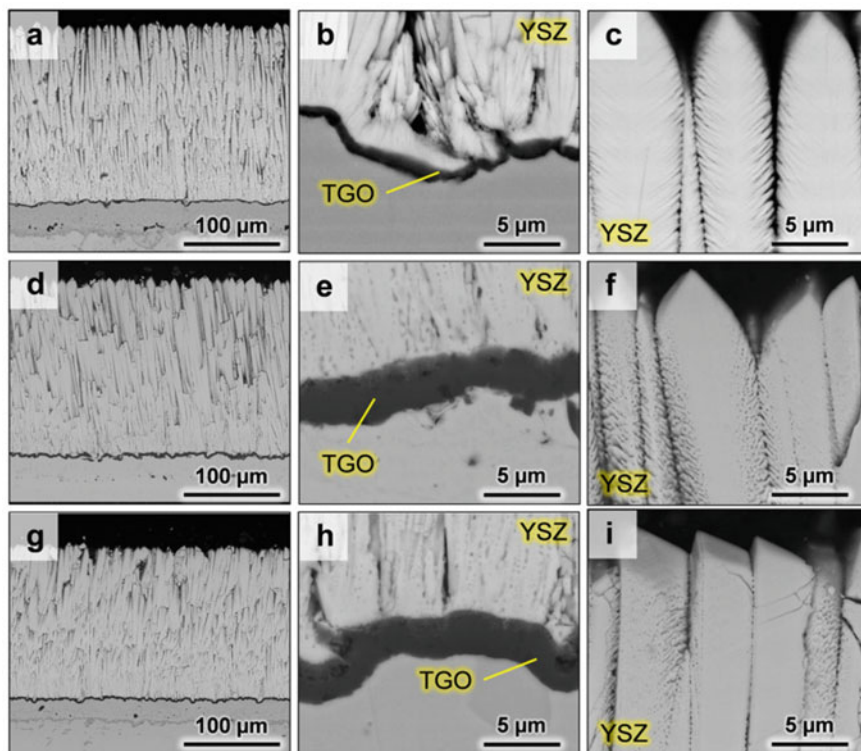 a
100 μm
b
YSZ
TGO
5 μm
c
YSZ
5 μm
d
100 μm
e
YSZ
TGO
5 μm
f
YSZ
5 μm
g
100 μm
h
YSZ
TGO
5 μm
i
YSZ
5 μm